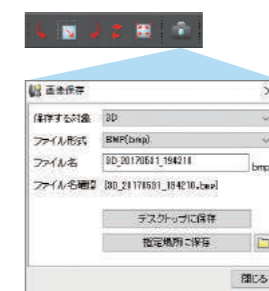 画像保存
保存する対象 3D
ファイル形式 BMP(bmp)
ファイル名 3D_20170531_194210 bmp
ファイル名確認 [3D_20170531_194210.bmp]
デスクトップに保存
指定場所に保存
閉じる